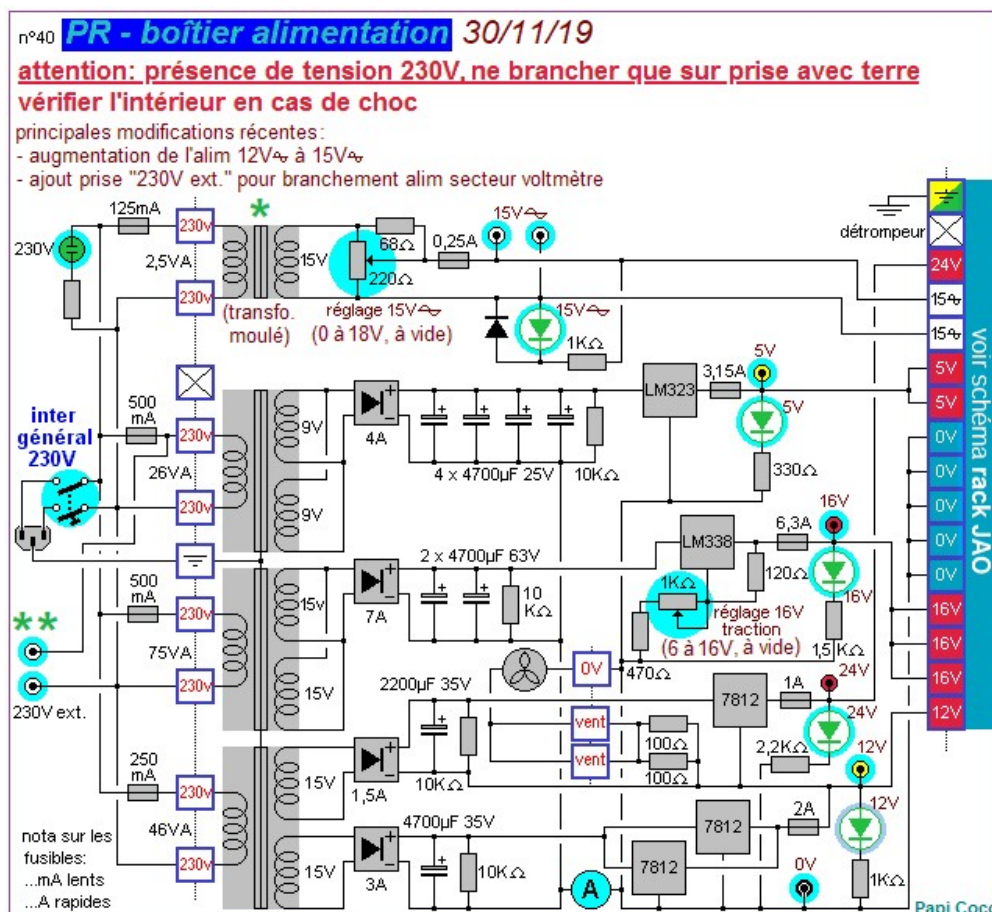 n°40 PR - boîtier alimentation 30/11/19
attention: présence de tension 230V, ne brancher que sur prise avec terre
vérifier l'intérieur en cas de choc
principales modifications récentes:
- augmentation de l'alim 12V∿ à 15V∿
- ajout prise "230V ext." pour branchement alim secteur voltmètre
125mA
230v
*
15V∿
230V
68Ω
0,25A
2,5VA
15V
220Ω
230v
(transfo.
moulé)
réglage 15V∿
(0 à 18V, à vide)
15V∿
1KΩ
détrompeur
24V
15∿
15∿
5V
5V
0V
0V
0V
0V
0V
16V
16V
16V
12V
voir schéma rack JAO
500
mA
230v
inter
général
230V
26VA
230v
9V
9V
4A
+
-
+
+
+
+
4 x 4700µF 25V
10KΩ
LM323
3,15A
5V
5V
330Ω
500
mA
230v
75VA
230v
**
230V ext.
15V
15V
7A
+
-
2 x 4700µF 63V
+
+
10
KΩ
LM338
6,3A
16V
120Ω
16V
1KΩ
réglage 16V
traction
(6 à 16V, à vide)
470Ω
1,5 KΩ
0V
vent
vent
100Ω
100Ω
250
mA
230v
46VA
230v
15V
15V
1,5A
+
-
2200µF 35V
+
10KΩ
7812
1A
24V
24V
2,2KΩ
12V
3A
+
-
4700µF 35V
+
10KΩ
A
7812
7812
2A
12V
0V
1KΩ
nota sur les
fusibles:
...mA lents
...A rapides
Papi Coco